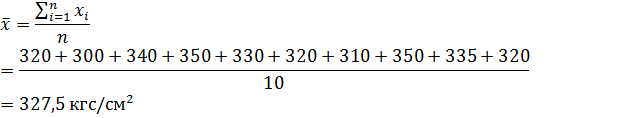 x̄ = ∑ⁿᵢ₌₁ xᵢ / n
= 320 + 300 + 340 + 350 + 330 + 320 + 310 + 350 + 335 + 320 / 10
= 327,5 кгс/см²